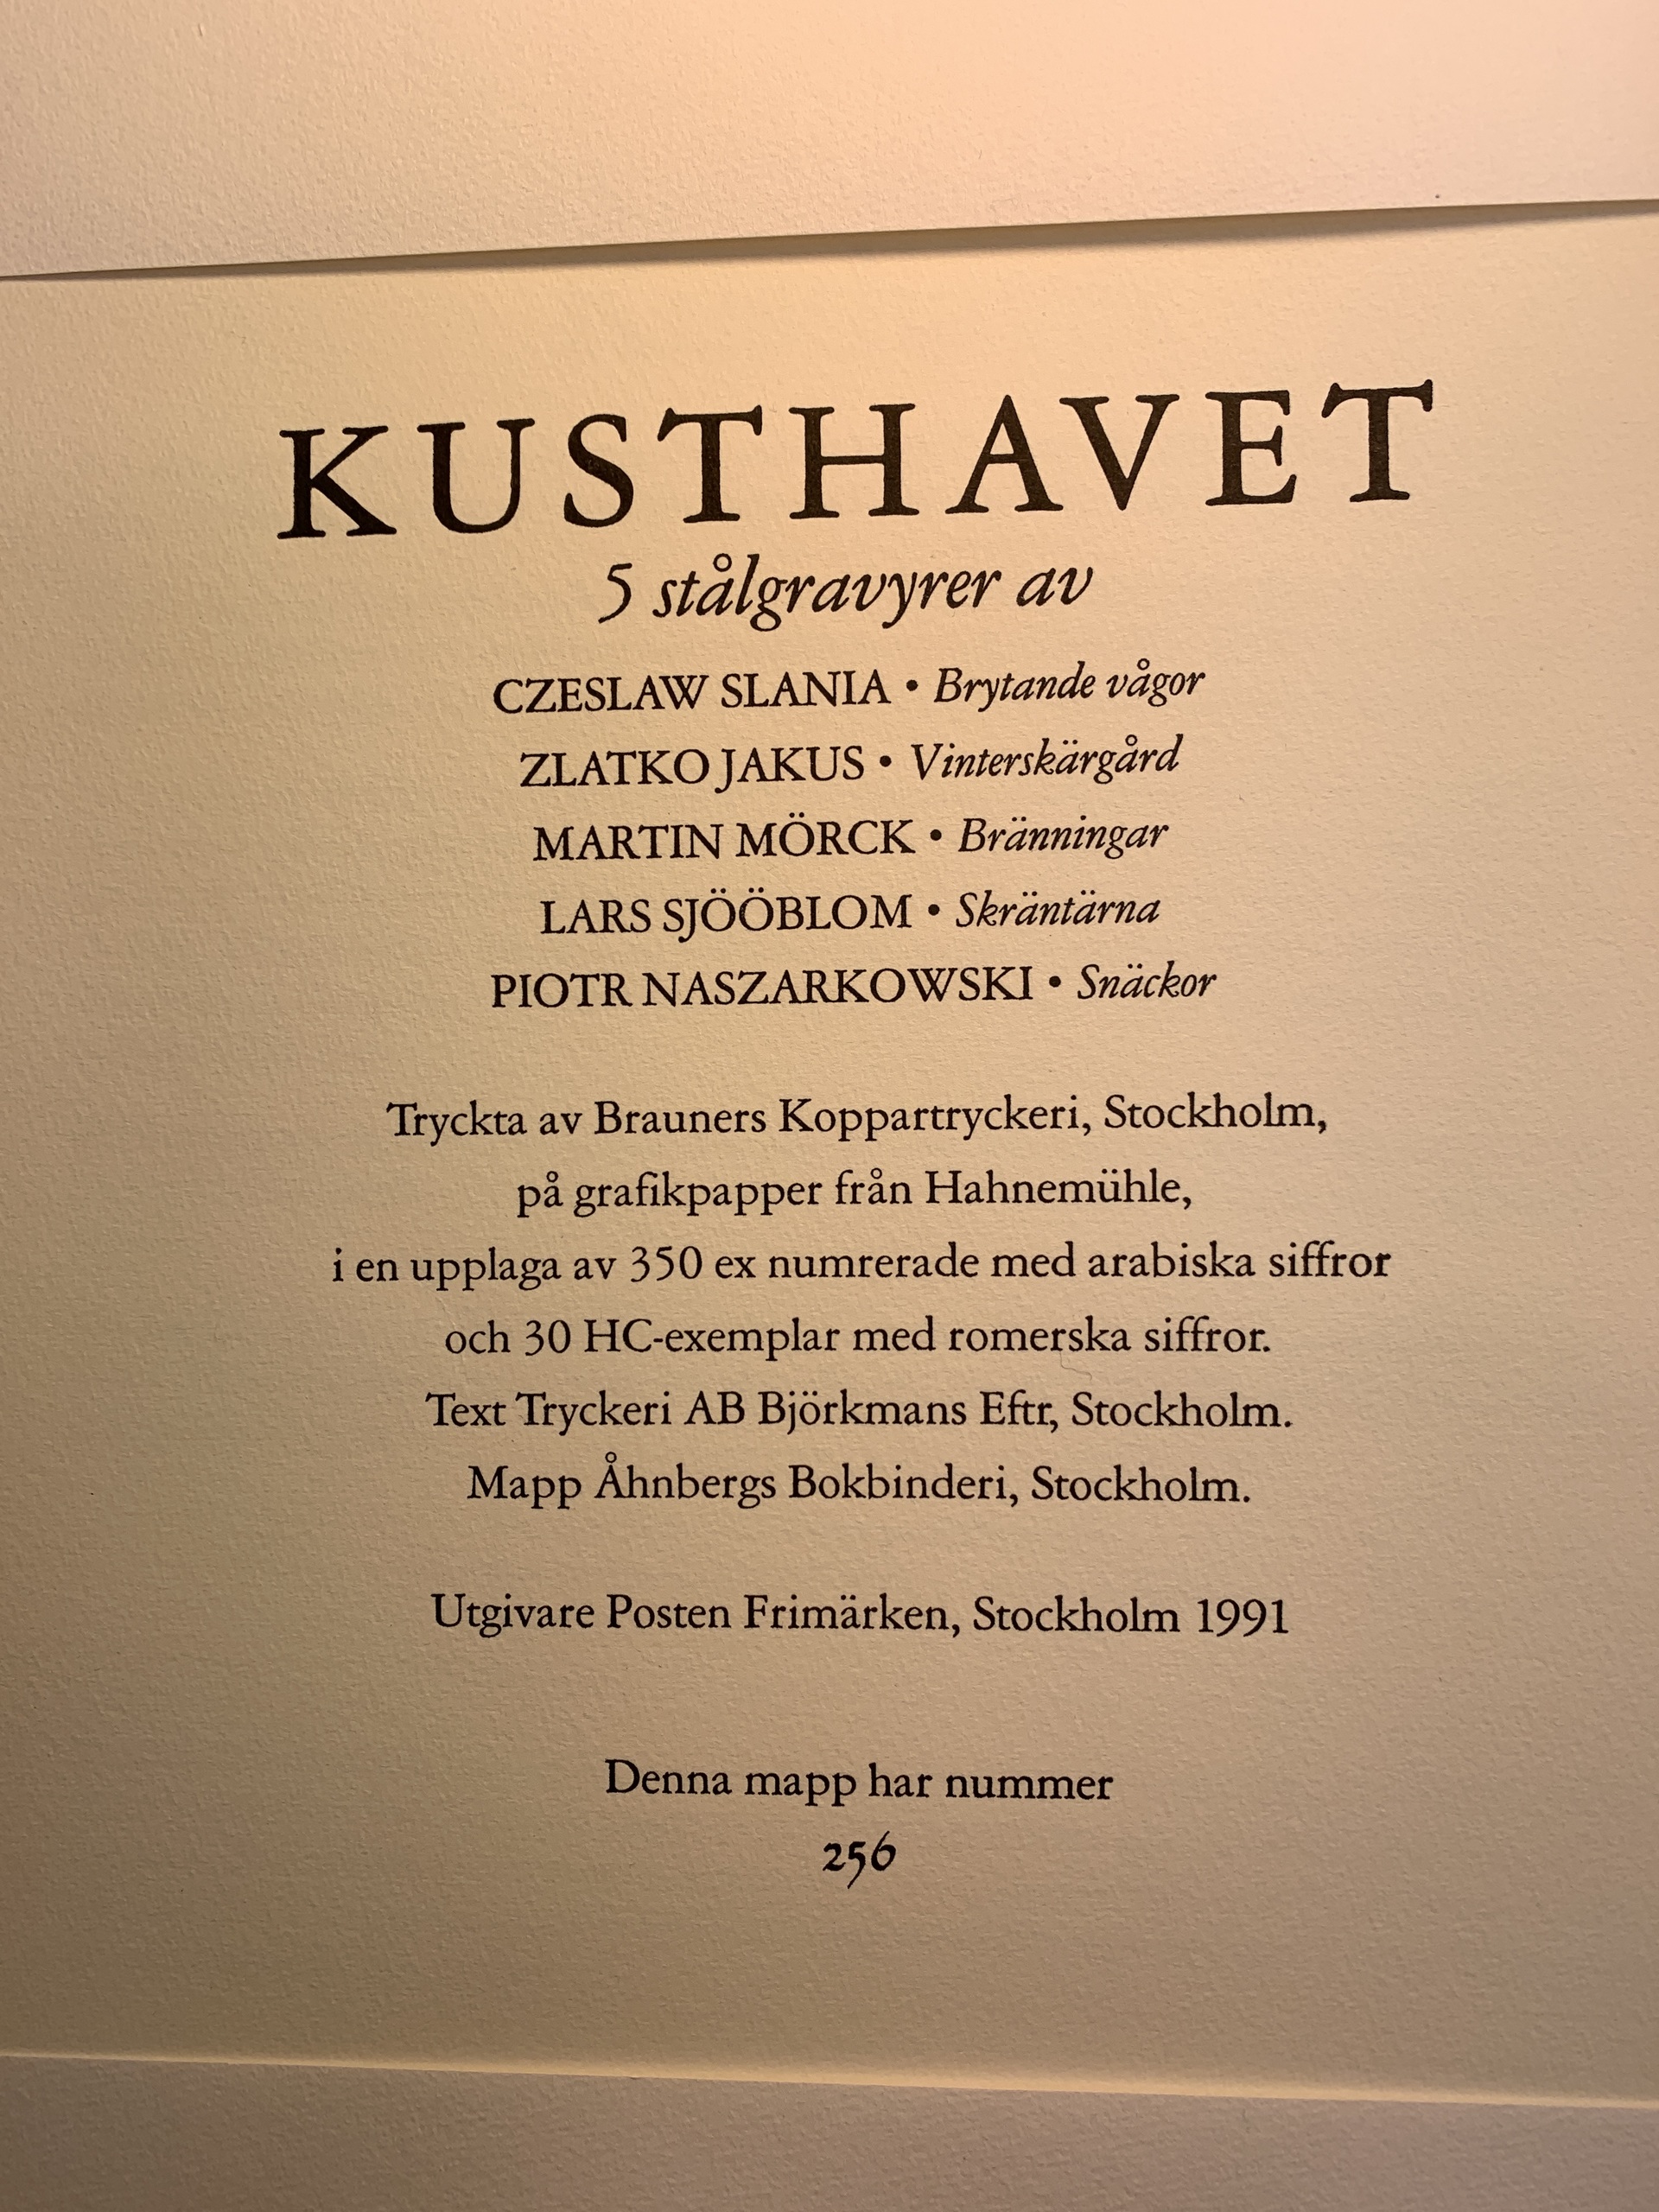 KUSTHAVET
5 stålgravyrer av
CZESLAW SLANIA • Brytande vågor
ZLATKO JAKUS • Vinterskärgård
MARTIN MÖRCK • Bränningar
LARS SJÖÖBLOM • Skräntärna
PIOTR NASZARKOWSKI • Snäckor
Tryckta av Brauners Koppartryckeri, Stockholm,
på grafikpapper från Hahnemühle,
i en upplaga av 350 ex numrerade med arabiska siffror
och 30 HC-exemplar med romerska siffror.
Text Tryckeri AB Björkmans Eftr, Stockholm.
Mapp Åhnbergs Bokbinderi, Stockholm.
Utgivare Posten Frimärken, Stockholm 1991
Denna mapp har nummer
256